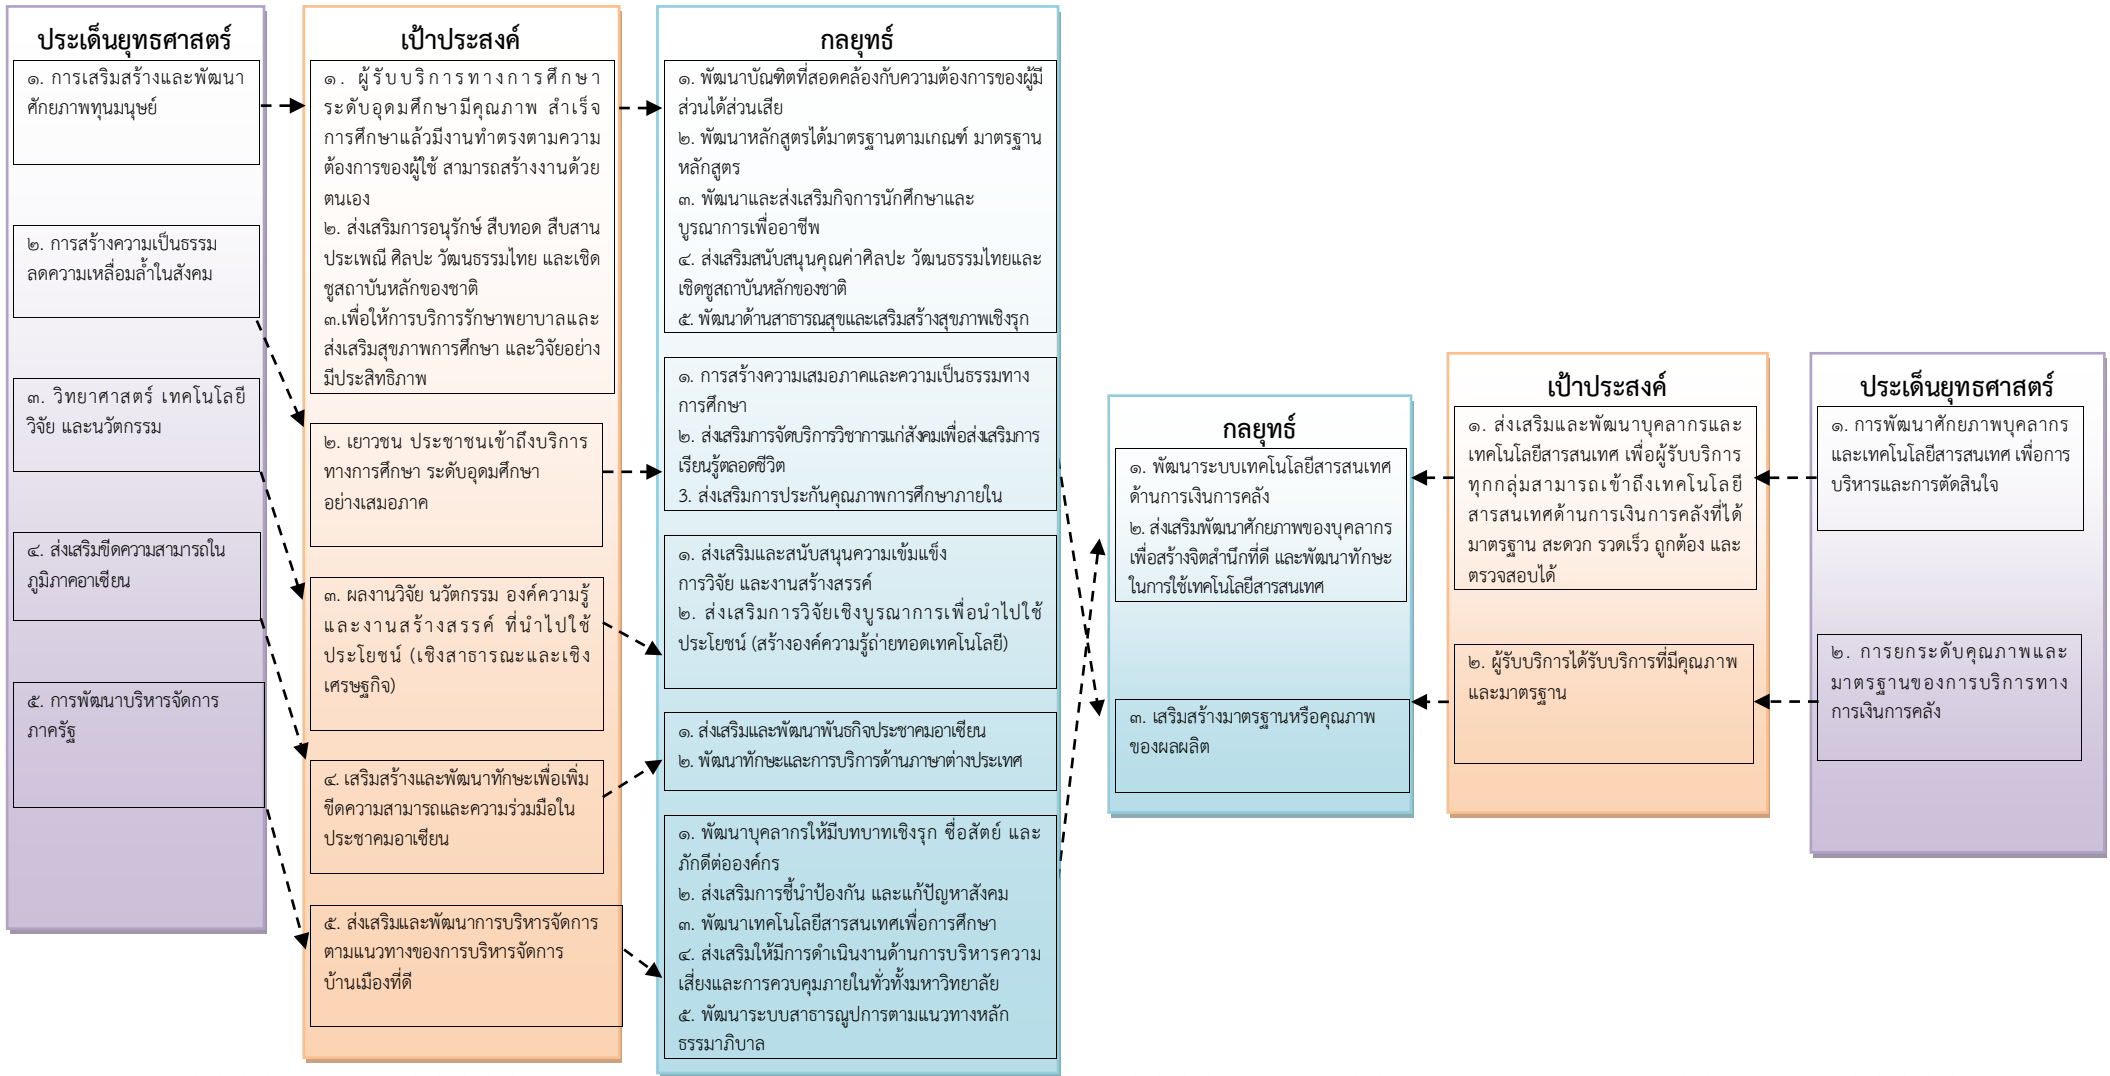 ประเด็นยุทธศาสตร์
๑. การเสริมสร้างและพัฒนา
ศักยภาพทุนมนุษย์
๒. การสร้างความเป็นธรรม
ลดความเหลื่อมล้ำในสังคม
๓. วิทยาศาสตร์ เทคโนโลยี
วิจัย และนวัตกรรม
๔. ส่งเสริมขีดความสามารถใน
ภูมิภาคอาเซียน
๕. การพัฒนาบริหารจัดการ
ภาครัฐ
เป้าประสงค์
๑. ผู้รับบริการทางการศึกษา
ระดับอุดมศึกษามีคุณภาพ สำเร็จ
การศึกษาแล้วมีงานทำตรงตามความ
ต้องการของผู้ใช้ สามารถสร้างงานด้วย
ตนเอง
๒. ส่งเสริมการอนุรักษ์ สืบทอด สืบสาน
ประเพณี ศิลปะ วัฒนธรรมไทย และเชิด
ชูสถาบันหลักของชาติ
๓.เพื่อให้การบริการรักษาพยาบาลและ
ส่งเสริมสุขภาพการศึกษา และวิจัยอย่าง
มีประสิทธิภาพ
๒. เยาวชน ประชาชนเข้าถึงบริการ
ทางการศึกษา ระดับอุดมศึกษา
อย่างเสมอภาค
๓. ผลงานวิจัย นวัตกรรม องค์ความรู้
และงานสร้างสรรค์ ที่นำไปใช้
ประโยชน์ (เชิงสาธารณะและเชิง
เศรษฐกิจ)
๔. เสริมสร้างและพัฒนาทักษะเพื่อเพิ่ม
ขีดความสามารถและความร่วมมือใน
ประชาคมอาเซียน
๕. ส่งเสริมและพัฒนาการบริหารจัดการ
ตามแนวทางของการบริหารจัดการ
บ้านเมืองที่ดี
กลยุทธ์
๑. พัฒนาบัณฑิตที่สอดคล้องกับความต้องการของผู้มี
ส่วนได้ส่วนเสีย
๒. พัฒนาหลักสูตรได้มาตรฐานตามเกณฑ์ มาตรฐาน
หลักสูตร
๓. พัฒนาและส่งเสริมกิจการนักศึกษาและ
บูรณาการเพื่ออาชีพ
๔. ส่งเสริมสนับสนุนคุณค่าศิลปะ วัฒนธรรมไทยและ
เชิดชูสถาบันหลักของชาติ
๕. พัฒนาด้านสาธารณสุขและเสริมสร้างสุขภาพเชิงรุก
๑. การสร้างความเสมอภาคและความเป็นธรรมทาง
การศึกษา
๒. ส่งเสริมการจัดบริการวิชาการแก่สังคมเพื่อส่งเสริมการ
เรียนรู้ตลอดชีวิต
3. ส่งเสริมการประกันคุณภาพการศึกษาภายใน
๑. ส่งเสริมและสนับสนุนความเข้มแข็ง
การวิจัย และงานสร้างสรรค์
๒. ส่งเสริมการวิจัยเชิงบูรณาการเพื่อนำไปใช้
ประโยชน์ (สร้างองค์ความรู้ถ่ายทอดเทคโนโลยี)
๑. ส่งเสริมและพัฒนาพันธกิจประชาคมอาเซียน
๒. พัฒนาทักษะและการบริการด้านภาษาต่างประเทศ
๑. พัฒนาบุคลากรให้มีบทบาทเชิงรุก ซื่อสัตย์ และ
ภักดีต่อองค์กร
๒. ส่งเสริมการชี้นำป้องกัน และแก้ปัญหาสังคม
๓. พัฒนาเทคโนโลยีสารสนเทศเพื่อการศึกษา
๔. ส่งเสริมให้มีการดำเนินงานด้านการบริหารความ
เสี่ยงและการควบคุมภายในทั่วทั้งมหาวิทยาลัย
๕. พัฒนาระบบสาธารณูปการตามแนวทางหลัก
ธรรมาภิบาล
กลยุทธ์
๑. พัฒนาระบบเทคโนโลยีสารสนเทศ
ด้านการเงินการคลัง
๒. ส่งเสริมพัฒนาศักยภาพของบุคลากร
เพื่อสร้างจิตสำนึกที่ดี และพัฒนาทักษะ
ในการใช้เทคโนโลยีสารสนเทศ
๓. เสริมสร้างมาตรฐานหรือคุณภาพ
ของผลผลิต
เป้าประสงค์
๑. ส่งเสริมและพัฒนาบุคลากรและ
เทคโนโลยีสารสนเทศ เพื่อผู้รับบริการ
ทุกกลุ่มสามารถเข้าถึงเทคโนโลยี
สารสนเทศด้านการเงินการคลังที่ได้
มาตรฐาน สะดวก รวดเร็ว ถูกต้อง และ
ตรวจสอบได้
๒. ผู้รับบริการได้รับบริการที่มีคุณภาพ
และมาตรฐาน
ประเด็นยุทธศาสตร์
๑. การพัฒนาศักยภาพบุคลากร
และเทคโนโลยีสารสนเทศ เพื่อการ
บริหารและการตัดสินใจ
๒. การยกระดับคุณภาพและ
มาตรฐานของการบริการทาง
การเงินการคลัง